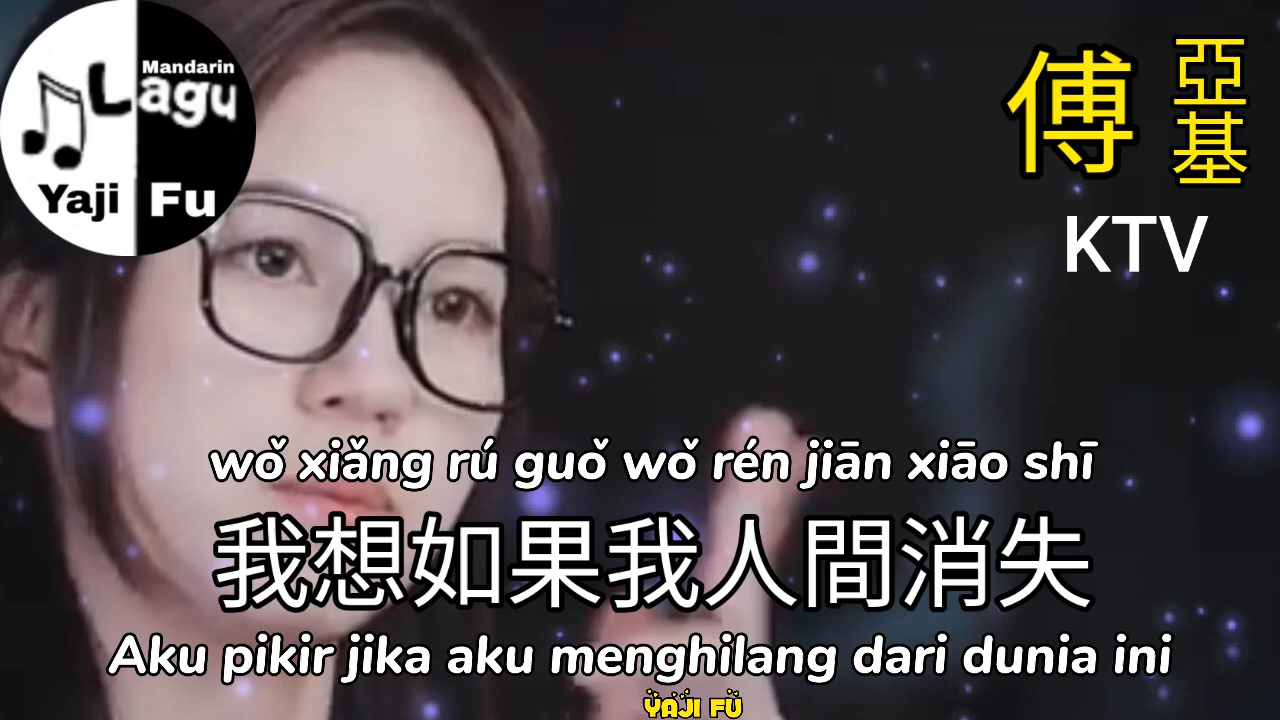 Mandarin
Lagu
Yaji Fu
傅
亞基
KTV
wǒ xiǎng rú guǒ wǒ rén jiān xiāo shī
我想如果我人間消失
Aku pikir jika aku menghilang dari dunia ini
YAJI FU